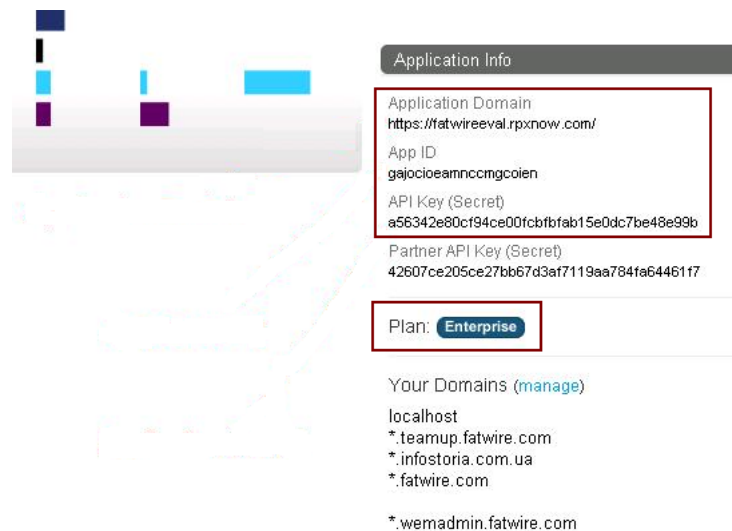 Application Info
Application Domain
https://fatwireeval.rpxnow.com/
App ID
gajocioeamnccmgcoien
API Key (Secret)
a56342e80cf94ce00fcbfbfab15e0dc7be48e99b
Partner API Key (Secret)
42607ce205ce27bb67d3af7119aa784fa64461f7
Plan: Enterprise
Your Domains (manage)
localhost
*.teamup.fatwire.com
*.infostoria.com.ua
*.fatwire.com
*.wemadmin.fatwire.com